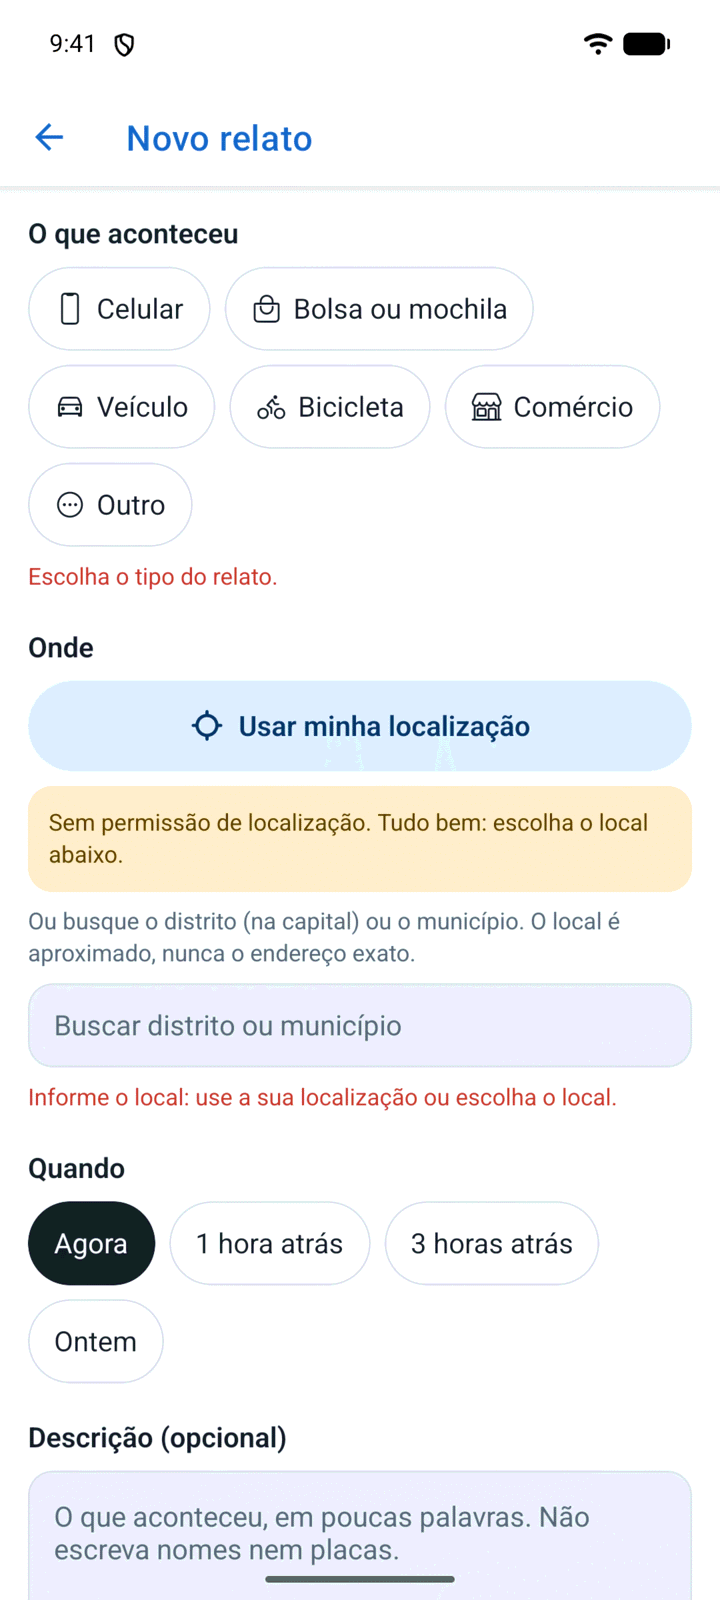 9:41
Novo relato
O que aconteceu
Celular
Bolsa ou mochila
Veículo
Bicicleta
Comércio
Outro
Escolha o tipo do relato.
Onde
Usar minha localização
Sem permissão de localização. Tudo bem: escolha o local
abaixo.
Ou busque o distrito (na capital) ou o município. O local é
aproximado, nunca o endereço exato.
Buscar distrito ou município
Informe o local: use a sua localização ou escolha o local.
Quando
Agora
1 hora atrás
3 horas atrás
Ontem
Descrição (opcional)
O que aconteceu, em poucas palavras. Não
escreva nomes nem placas.